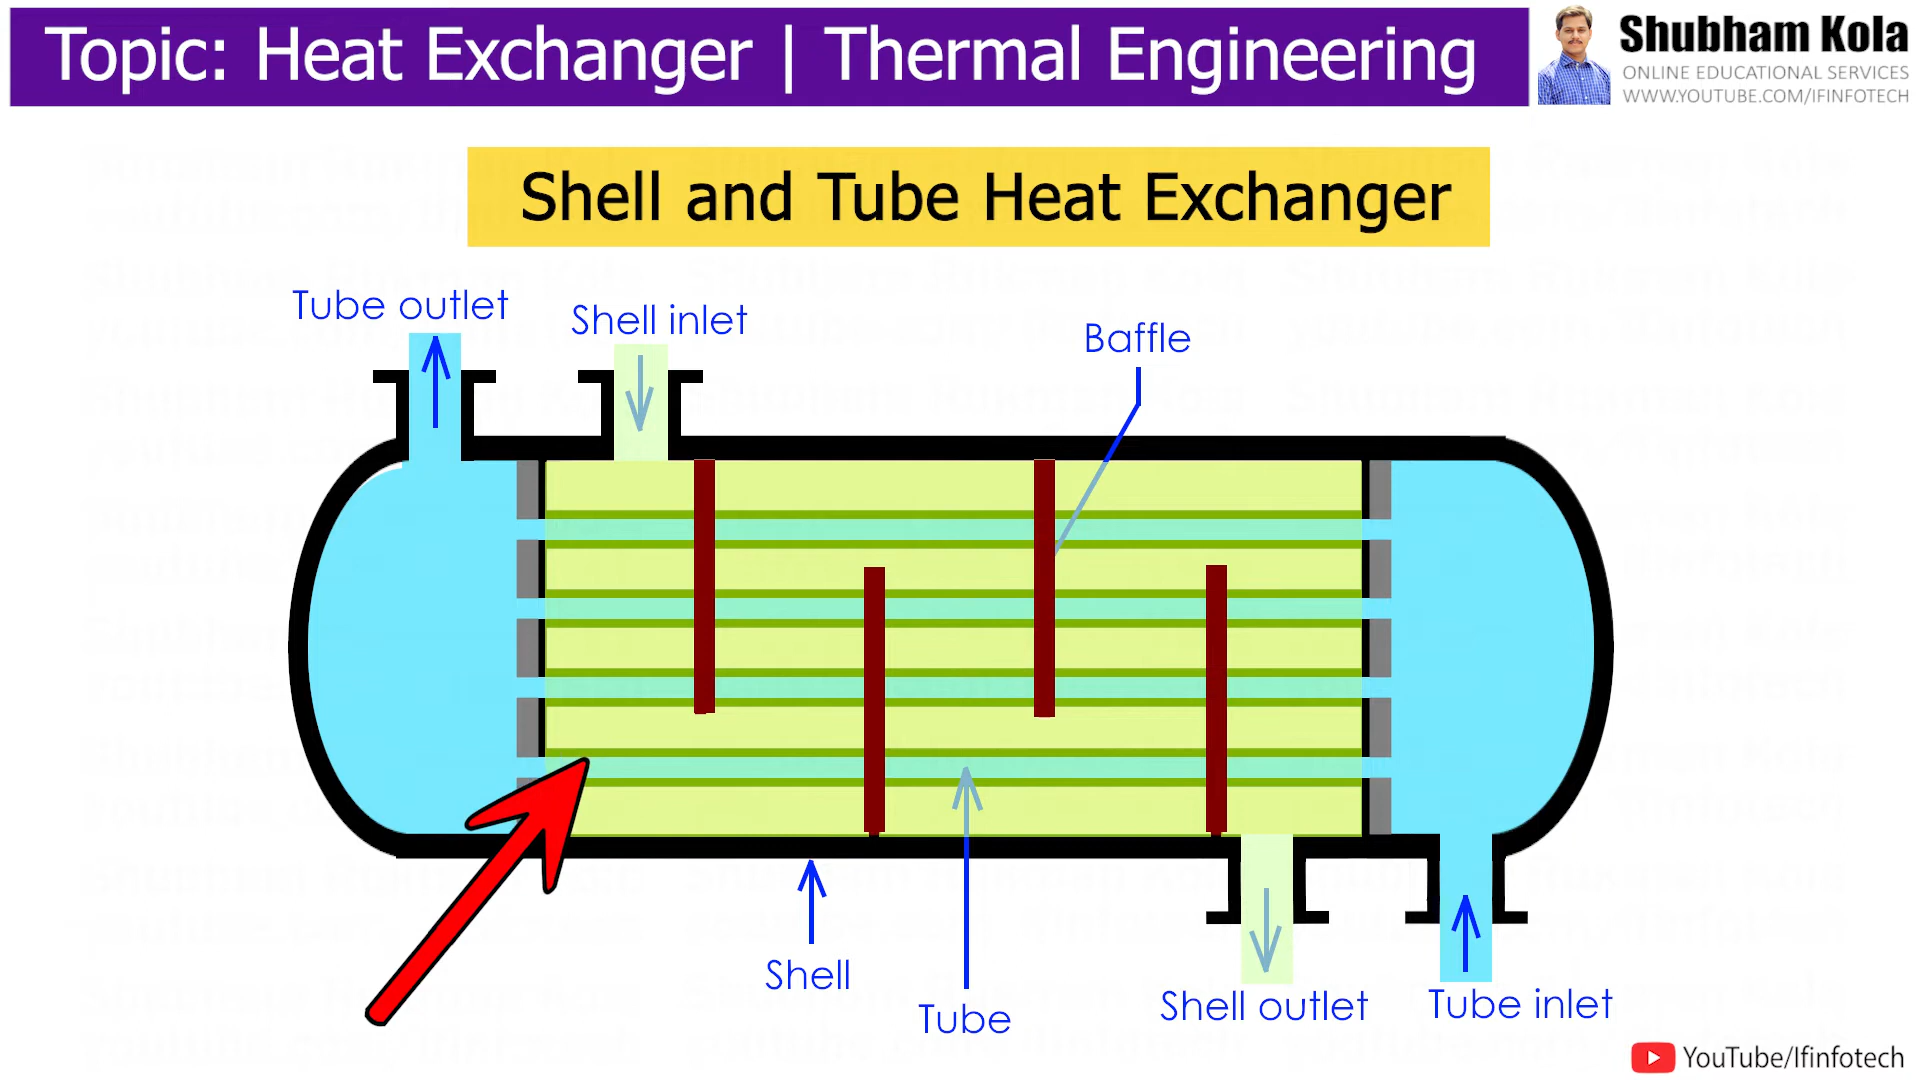 Topic: Heat Exchanger | Thermal Engineering
Shubham Kola
ONLINE EDUCATIONAL SERVICES
WWW.YOUTUBE.COM/IFINFOTECH
Shell and Tube Heat Exchanger
Tube outlet
Shell inlet
Baffle
Shell
Tube
Shell outlet
Tube inlet
YouTube/Ifinfotech